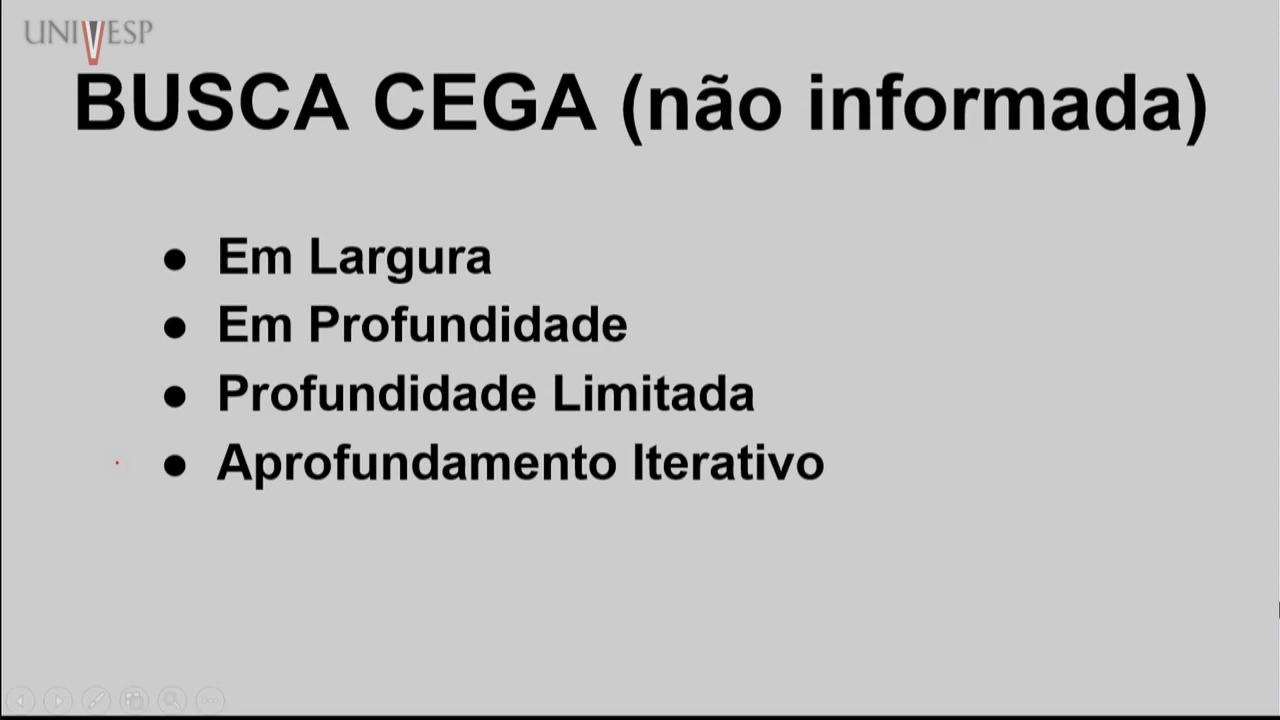 UNIVESP
BUSCA CEGA (não informada)
● Em Largura
● Em Profundidade
● Profundidade Limitada
● Aprofundamento Iterativo